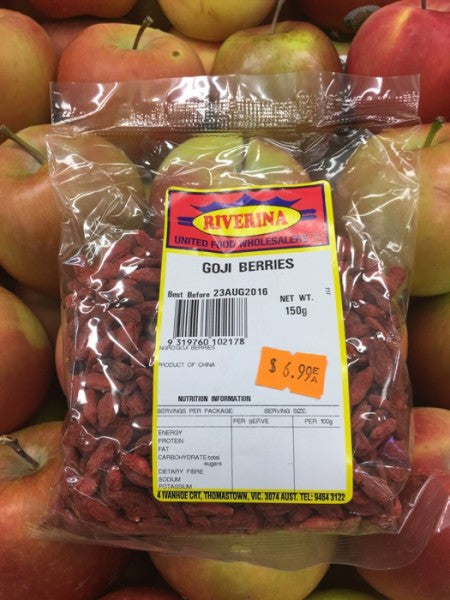 RIVERINA
UNITED FOOD WHOLESALERS
GOJI BERRIES
Best Before 23AUG2016
NET WT.
150g
9 319760 102178
PRODUCT OF CHINA
$ 6.99 EA
NUTRITION INFORMATION
SERVINGS PER PACKAGE: SERVING SIZE:
PER SERVE PER 100g
ENERGY
PROTEIN
FAT
CARBOHYDRATE:total
-sugars
DIETARY FIBRE
SODIUM
POTASSIUM
4 IVANHOE CRT, THOMASTOWN, VIC. 3074 AUST. TEL: 9464 3122